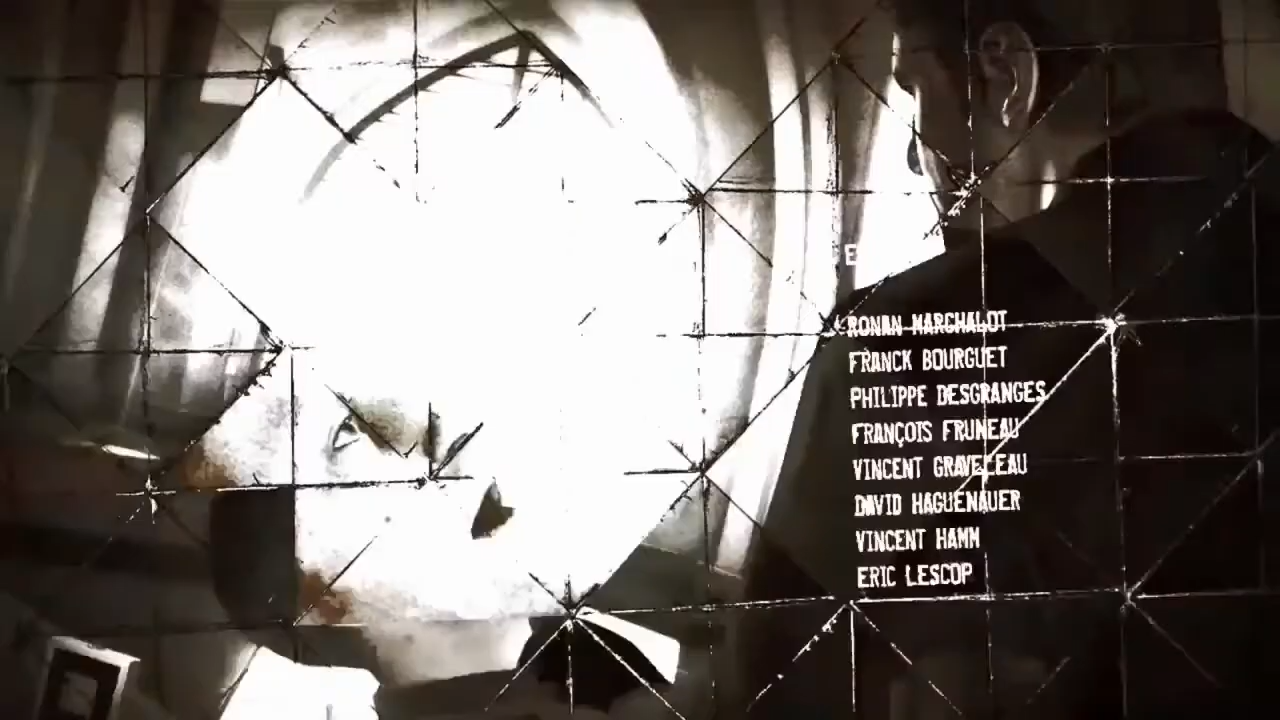 E
RONAN MARCHALOT
FRANCK BOURGUET
PHILIPPE DESGRANGES
FRANÇOIS FRUNEAU
VINCENT GRAVELEAU
DAVID HAGUENAUER
VINCENT HAMM
ERIC LESCOP